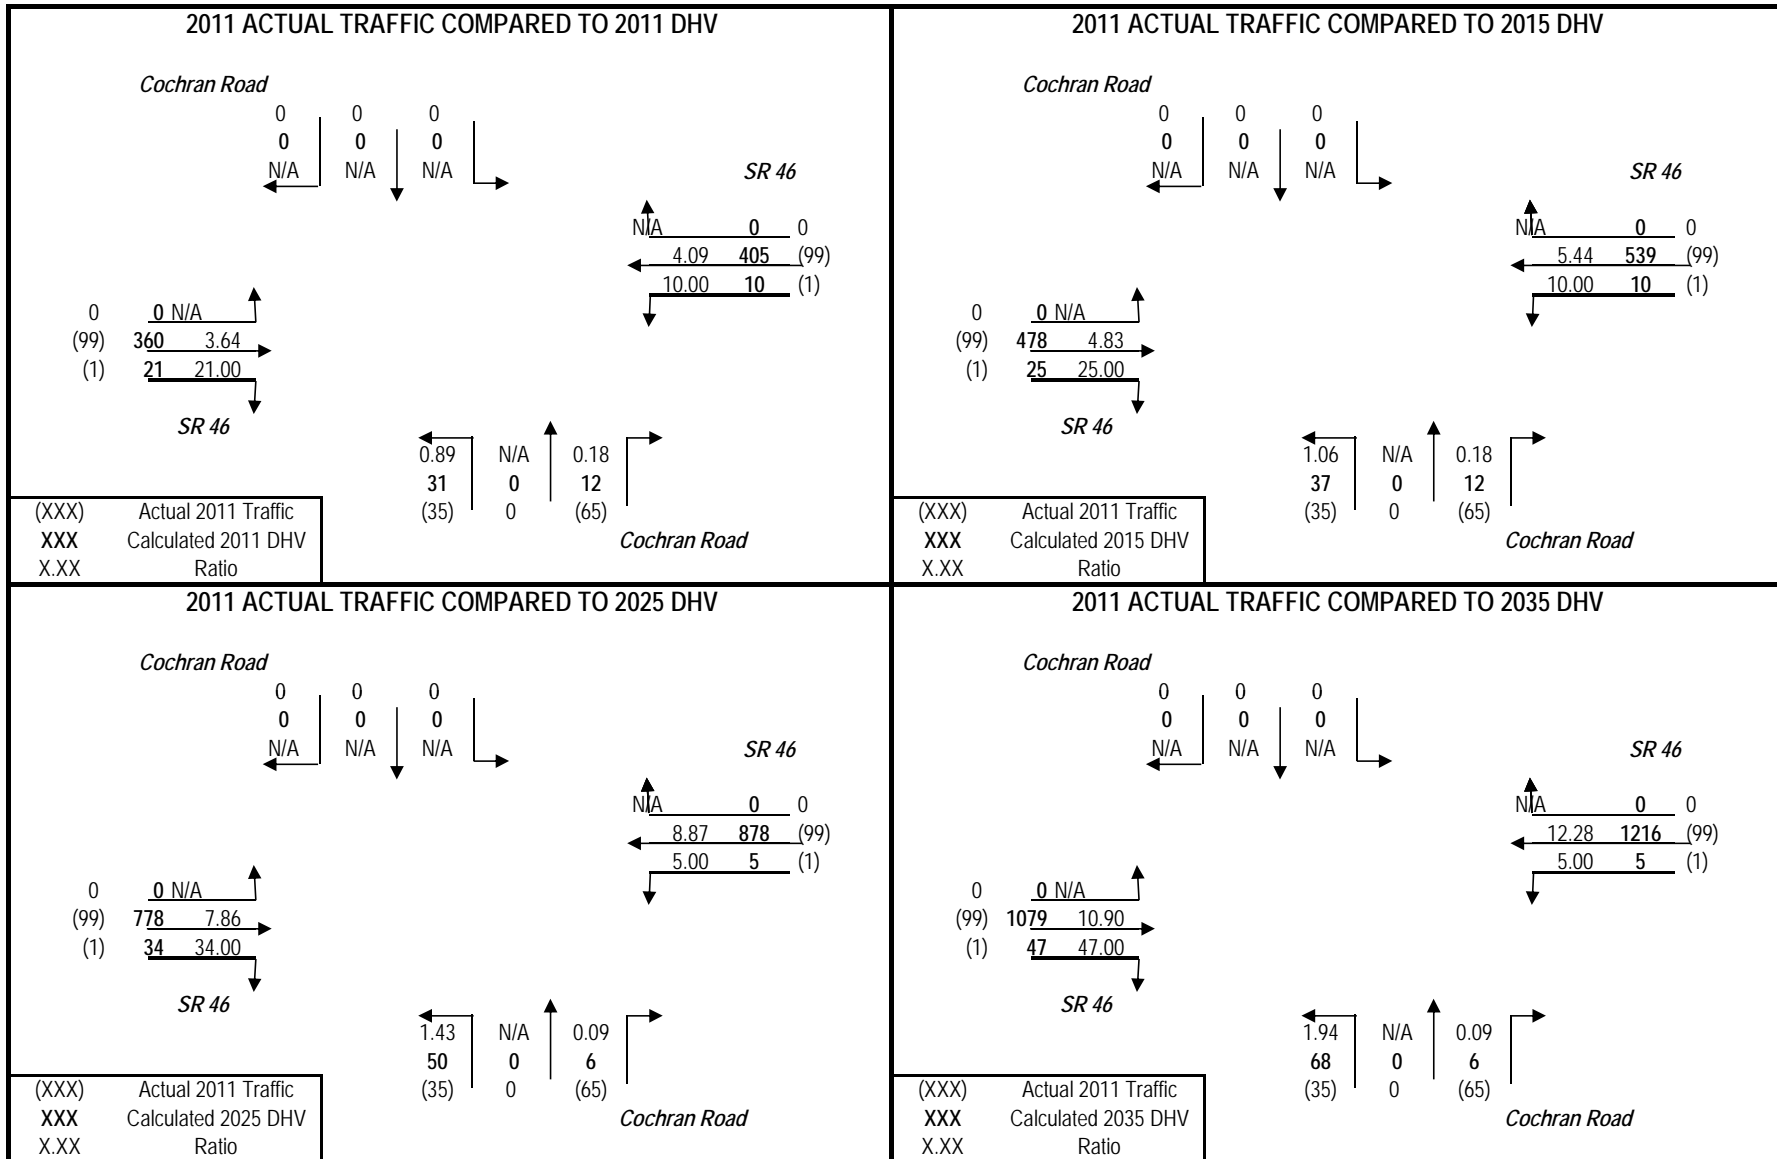 2011 ACTUAL TRAFFIC COMPARED TO 2011 DHV
Cochran Road
0 0 0
0 0 0
N/A N/A N/A
SR 46
N/A 0 0
4.09 405 (99)
10.00 10 (1)
0 0 N/A
(99) 360 3.64
(1) 21 21.00
SR 46
0.89 N/A 0.18
31 0 12
(35) 0 (65)
Cochran Road
(XXX) Actual 2011 Traffic
XXX Calculated 2011 DHV
X.XX Ratio
2011 ACTUAL TRAFFIC COMPARED TO 2015 DHV
Cochran Road
0 0 0
0 0 0
N/A N/A N/A
SR 46
N/A 0 0
5.44 539 (99)
10.00 10 (1)
0 0 N/A
(99) 478 4.83
(1) 25 25.00
SR 46
1.06 N/A 0.18
37 0 12
(35) 0 (65)
Cochran Road
(XXX) Actual 2011 Traffic
XXX Calculated 2015 DHV
X.XX Ratio
2011 ACTUAL TRAFFIC COMPARED TO 2025 DHV
Cochran Road
0 0 0
0 0 0
N/A N/A N/A
SR 46
N/A 0 0
8.87 878 (99)
5.00 5 (1)
0 0 N/A
(99) 778 7.86
(1) 34 34.00
SR 46
1.43 N/A 0.09
50 0 6
(35) 0 (65)
Cochran Road
(XXX) Actual 2011 Traffic
XXX Calculated 2025 DHV
X.XX Ratio
2011 ACTUAL TRAFFIC COMPARED TO 2035 DHV
Cochran Road
0 0 0
0 0 0
N/A N/A N/A
SR 46
N/A 0 0
12.28 1216 (99)
5.00 5 (1)
0 0 N/A
(99) 1079 10.90
(1) 47 47.00
SR 46
1.94 N/A 0.09
68 0 6
(35) 0 (65)
Cochran Road
(XXX) Actual 2011 Traffic
XXX Calculated 2035 DHV
X.XX Ratio